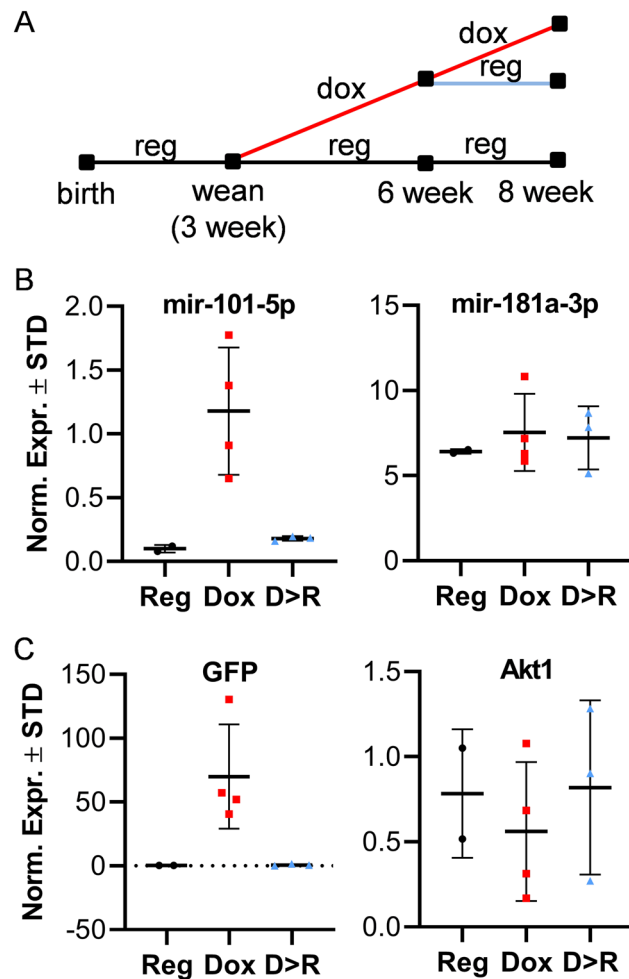 A
dox
dox
reg
reg
reg
reg
birth
wean
(3 week)
6 week
8 week
B
mir-101-5p
Norm. Expr. ± STD
2.0
1.5
1.0
0.5
0.0
Reg
Dox
D>R
mir-181a-3p
15
10
5
0
Reg
Dox
D>R
C
GFP
Norm. Expr. ± STD
150
100
50
0
-50
Reg
Dox
D>R
Akt1
1.5
1.0
0.5
0.0
Reg
Dox
D>R